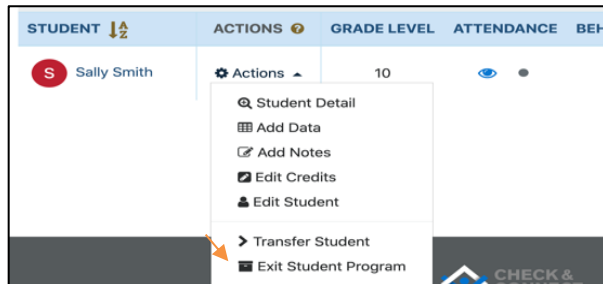 STUDENT ACTIONS GRADE LEVEL ATTENDANCE
S Sally Smith Actions 10
Student Detail
Add Data
Add Notes
Edit Credits
Edit Student
Transfer Student
Exit Student Program
CHECK &